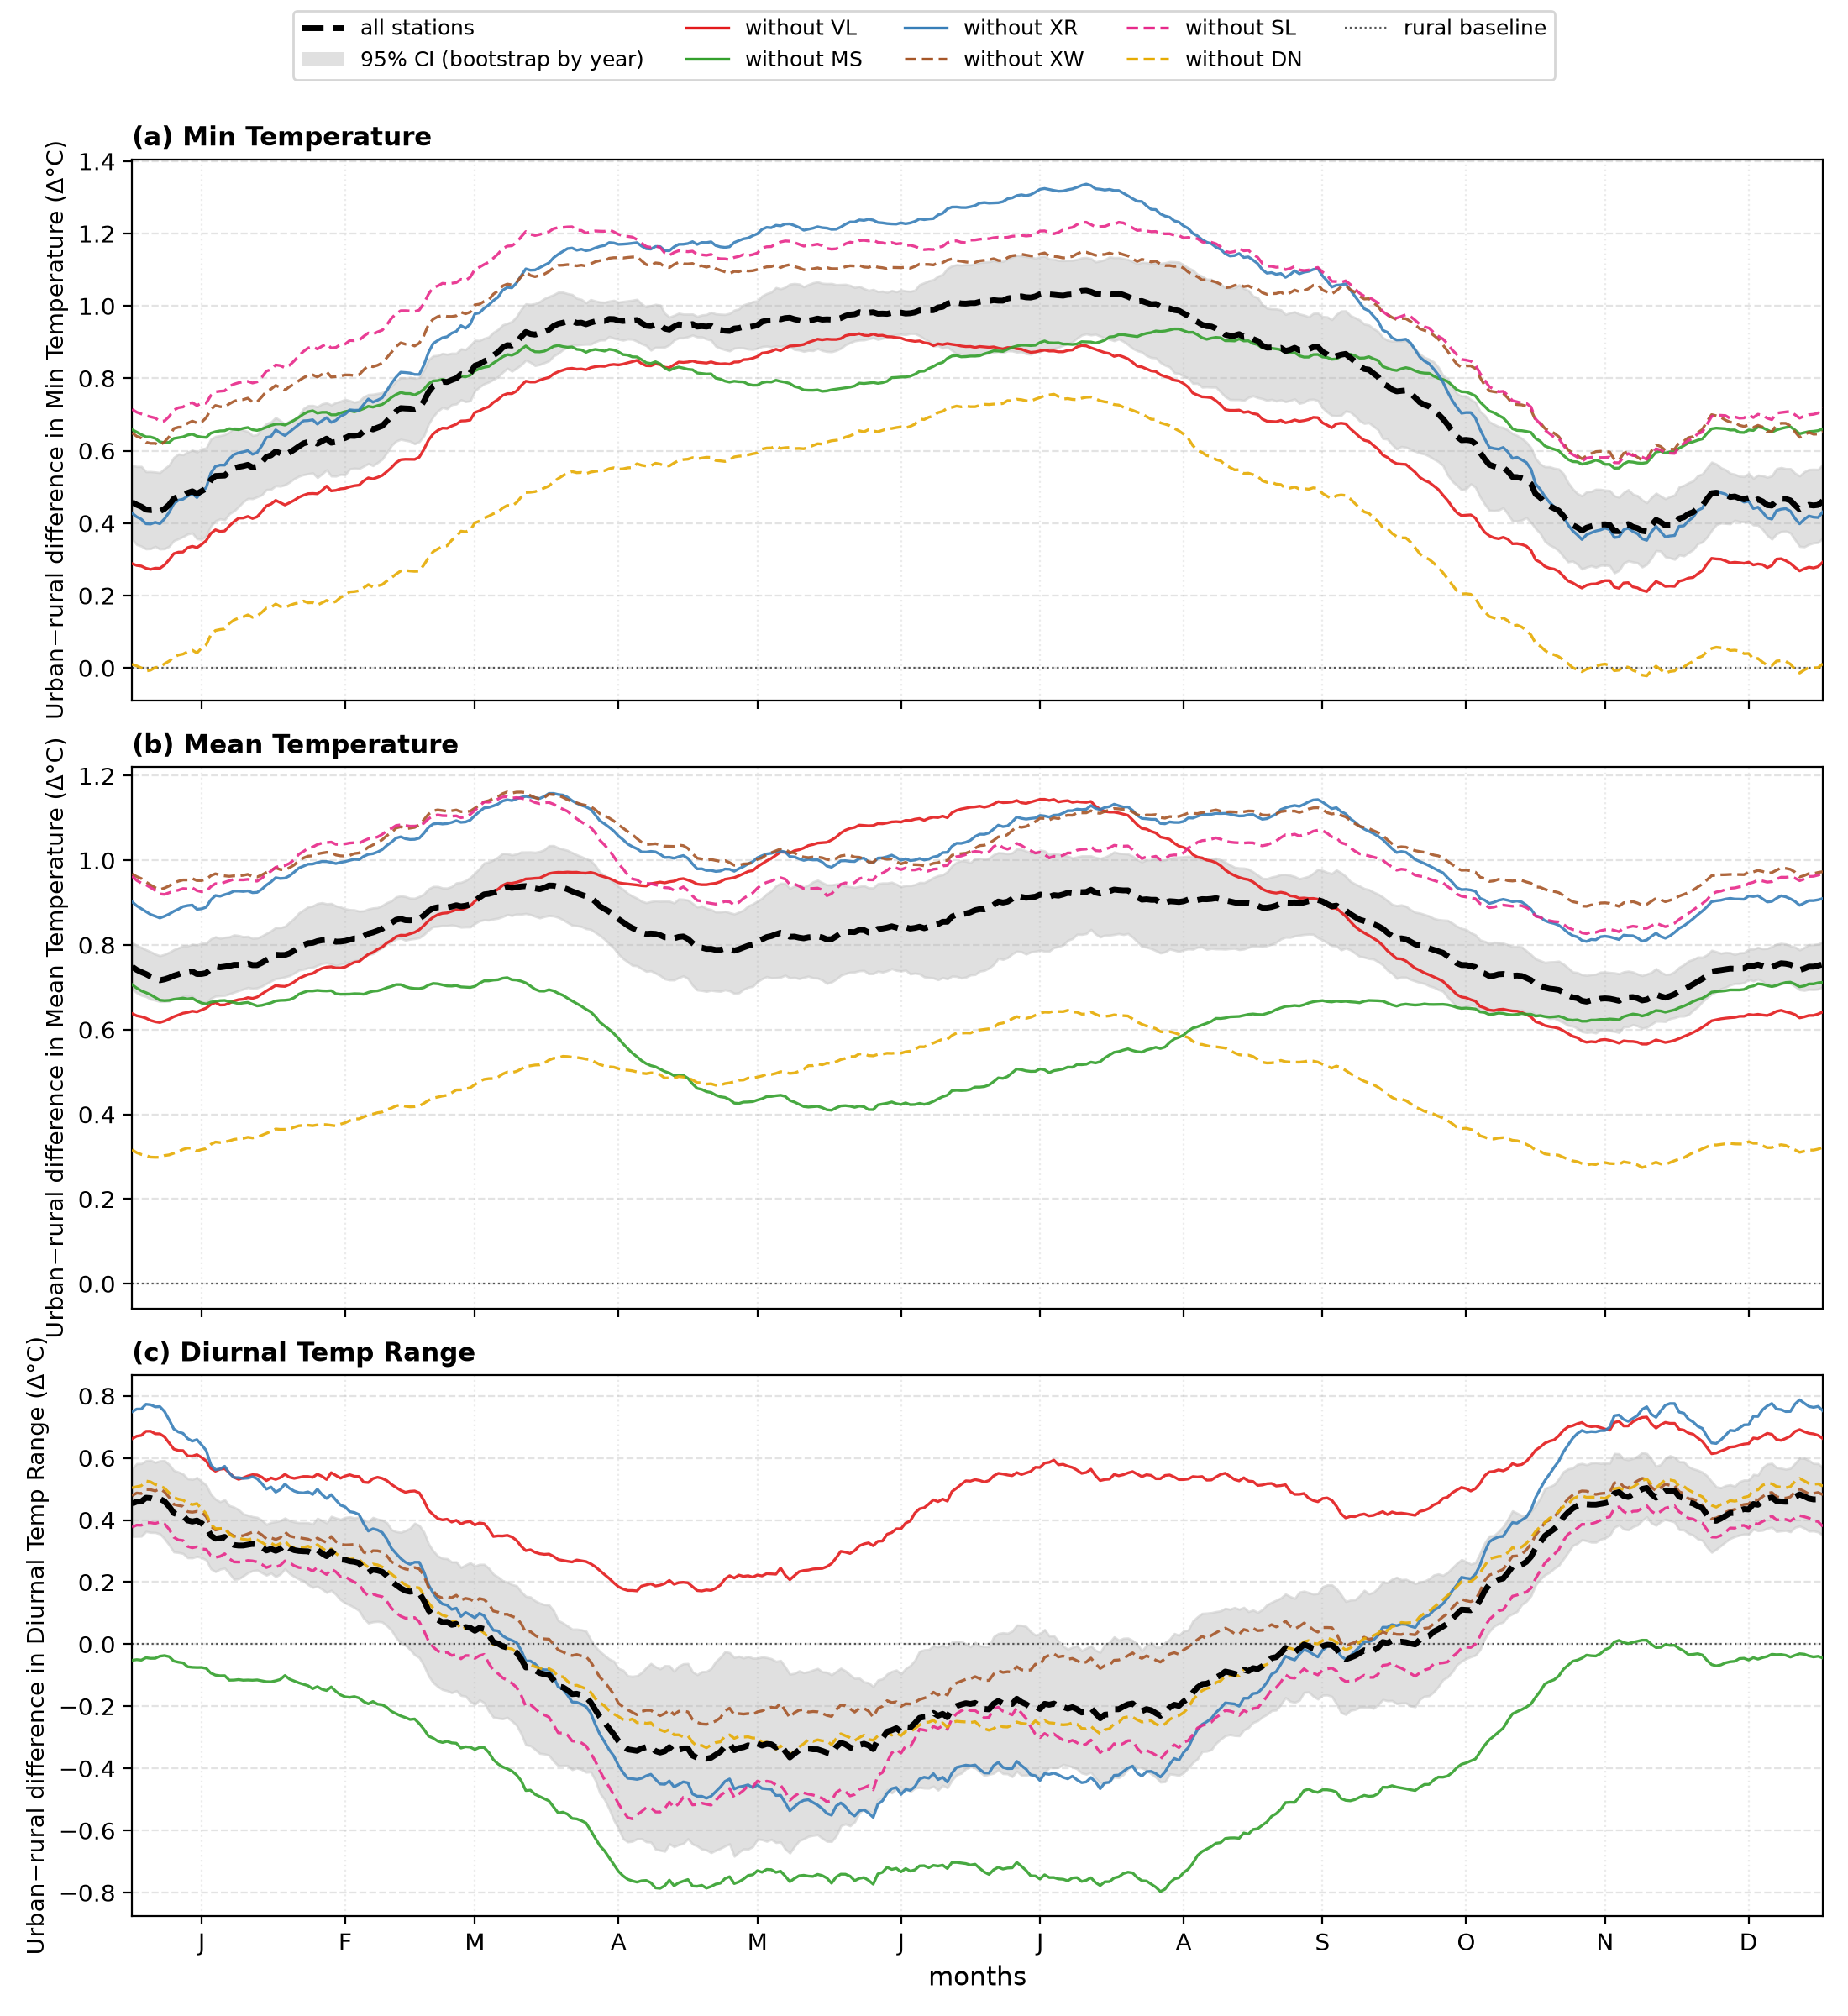 all stations
95% CI (bootstrap by year)
without VL
without MS
without XR
without XW
without SL
without DN
rural baseline
(a) Min Temperature
Urban−rural difference in Min Temperature (Δ°C)
1.4
1.2
1.0
0.8
0.6
0.4
0.2
0.0
(b) Mean Temperature
Urban−rural difference in Mean Temperature (Δ°C)
1.2
1.0
0.8
0.6
0.4
0.2
0.0
(c) Diurnal Temp Range
Urban−rural difference in Diurnal Temp Range (Δ°C)
0.8
0.6
0.4
0.2
0.0
−0.2
−0.4
−0.6
−0.8
J F M A M J J A S O N D
months